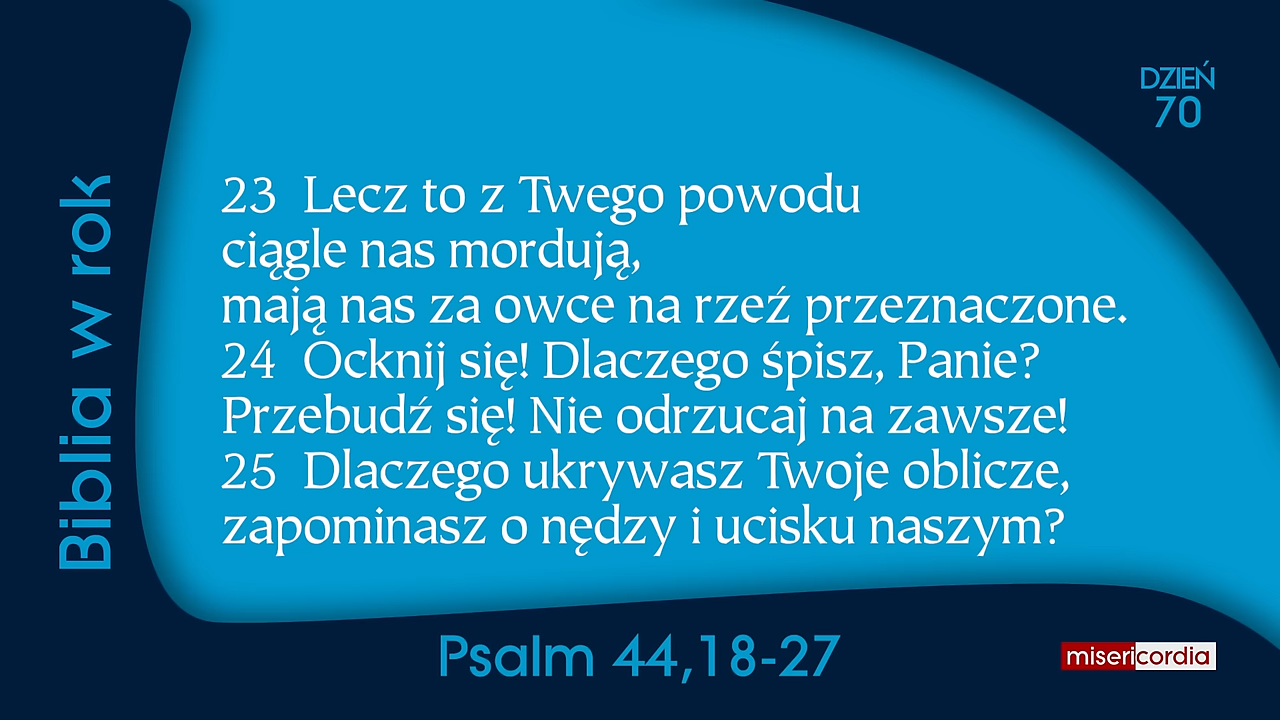 DZIEŃ
70
Biblia w rok
23 Lecz to z Twego powodu
ciągle nas mordują,
mają nas za owce na rzeź przeznaczone.
24 Ocknij się! Dlaczego śpisz, Panie?
Przebudź się! Nie odrzucaj na zawsze!
25 Dlaczego ukrywasz Twoje oblicze,
zapominasz o nędzy i ucisku naszym?
Psalm 44,18-27
misericordia